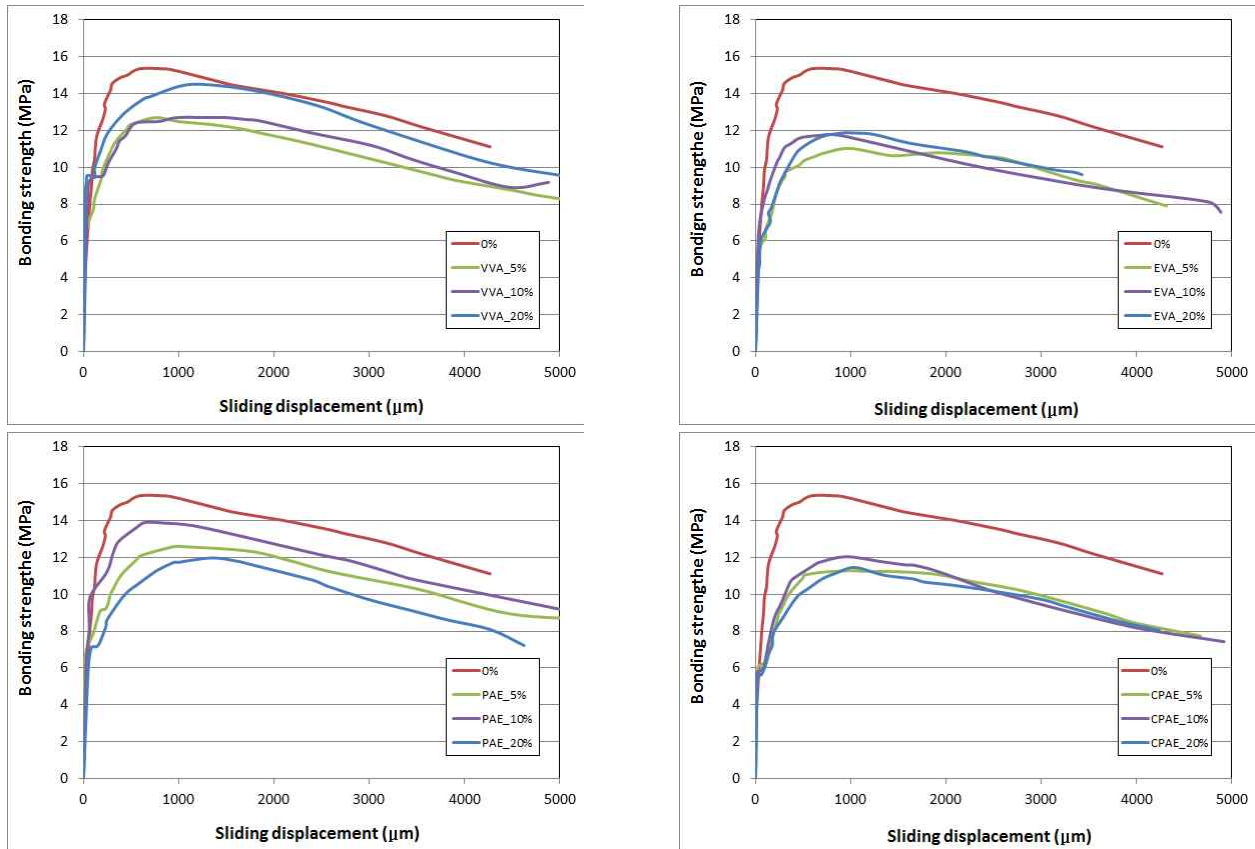 Bonding strength (MPa)
18
16
14
12
10
8
6
4
2
0
0%
VVA_5%
VVA_10%
VVA_20%
0 1000 2000 3000 4000 5000
Sliding displacement (µm)
Bondign strengthe (MPa)
18
16
14
12
10
8
6
4
2
0
0%
EVA_5%
EVA_10%
EVA_20%
0 1000 2000 3000 4000 5000
Sliding displacement (µm)
Bonding strengthe (MPa)
18
16
14
12
10
8
6
4
2
0
0%
PAE_5%
PAE_10%
PAE_20%
0 1000 2000 3000 4000 5000
Sliding displacement (µm)
Bonding strengthe (MPa)
18
16
14
12
10
8
6
4
2
0
0%
CPAE_5%
CPAE_10%
CPAE_20%
0 1000 2000 3000 4000 5000
Sliding displacement (µm)